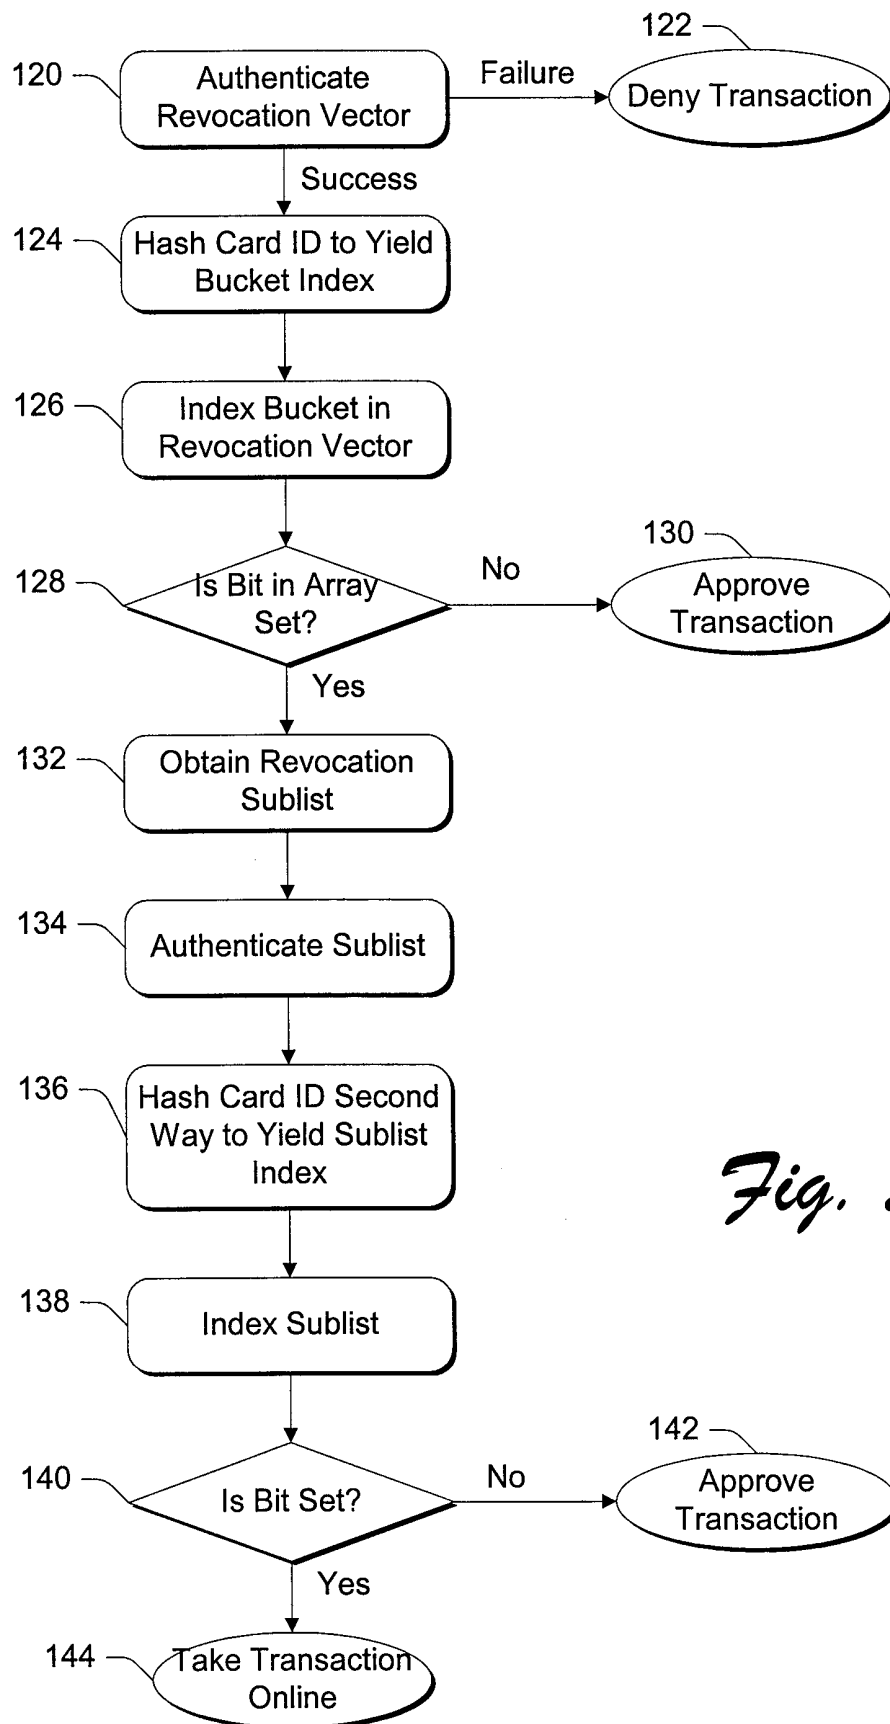 122
120
Authenticate
Revocation Vector
Failure
Deny Transaction
Success
124
Hash Card ID to Yield
Bucket Index
126
Index Bucket in
Revocation Vector
130
128
Is Bit in Array
Set?
No
Approve
Transaction
Yes
132
Obtain Revocation
Sublist
134
Authenticate Sublist
136
Hash Card ID Second
Way to Yield Sublist
Index
Fig.
138
Index Sublist
142
140
Is Bit Set?
No
Approve
Transaction
Yes
144
Take Transaction
Online